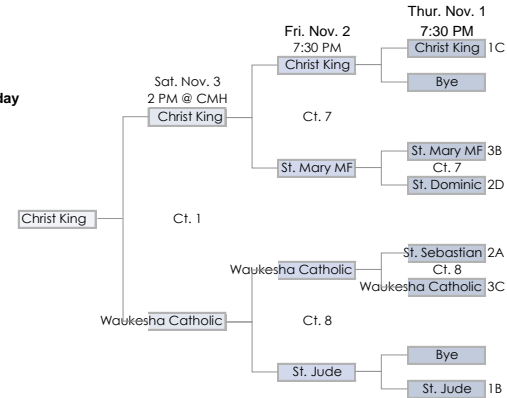 Thur. Nov. 1
Fri. Nov. 2
7:30 PM
7:30 PM
Christ King 1C
Christ King
Sat. Nov. 3
Bye
day
2 PM @ CMH
Christ King
Ct. 7
St. Mary MF 3B
St. Mary MF
Ct. 7
St. Dominic 2D
Christ King
Ct. 1
St. Sebastian 2A
Waukesha Catholic
Ct. 8
Waukesha Catholic 3C
Waukesha Catholic
Ct. 8
Bye
St. Jude
St. Jude 1B